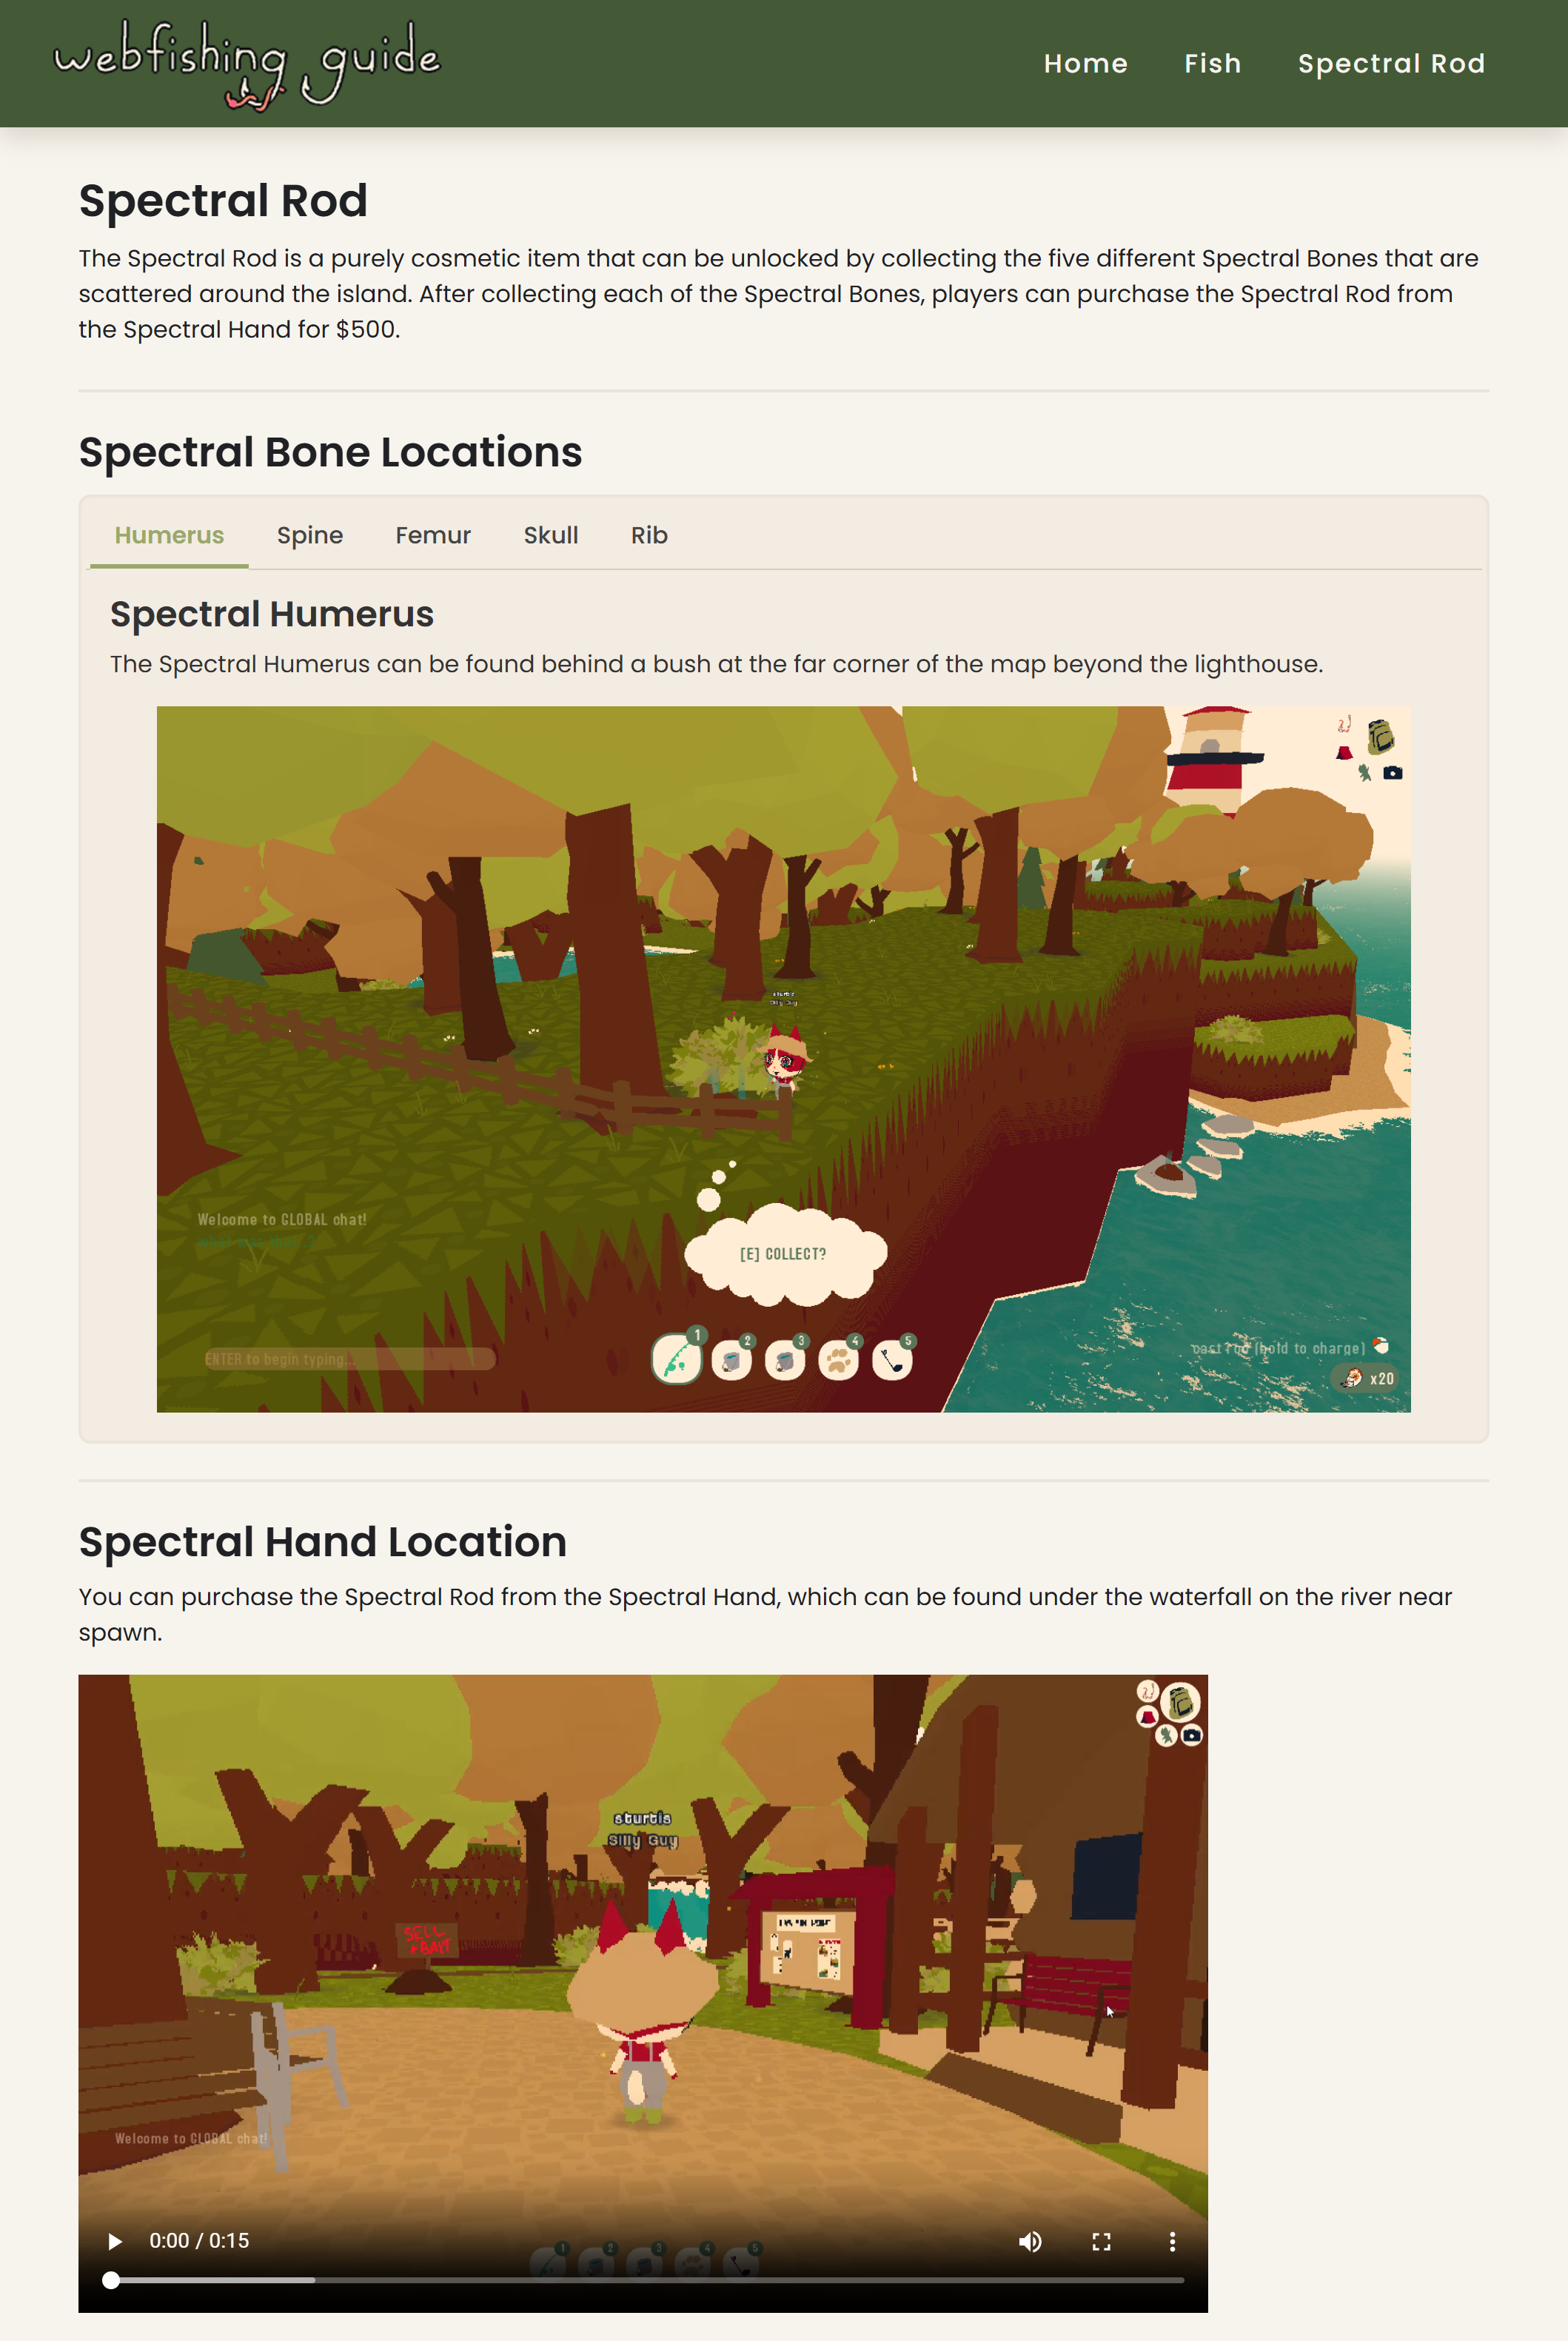 webfishing guide
Home
Fish
Spectral Rod
Spectral Rod
The Spectral Rod is a purely cosmetic item that can be unlocked by collecting the five different Spectral Bones that are
scattered around the island. After collecting each of the Spectral Bones, players can purchase the Spectral Rod from
the Spectral Hand for $500.
Spectral Bone Locations
Humerus
Spine
Femur
Skull
Rib
Spectral Humerus
The Spectral Humerus can be found behind a bush at the far corner of the map beyond the lighthouse.
sturtis
Silly Guy
Welcome to GLOBAL chat!
[E] COLLECT?
1
2
3
4
5
ENTER to begin typing...
cast rod (hold to charge)
x20
Spectral Hand Location
You can purchase the Spectral Rod from the Spectral Hand, which can be found under the waterfall on the river near
spawn.
sturtis
Silly Guy
SELL
+BAIT
Welcome to GLOBAL chat!
0:00 / 0:15
1
2
3
4
5